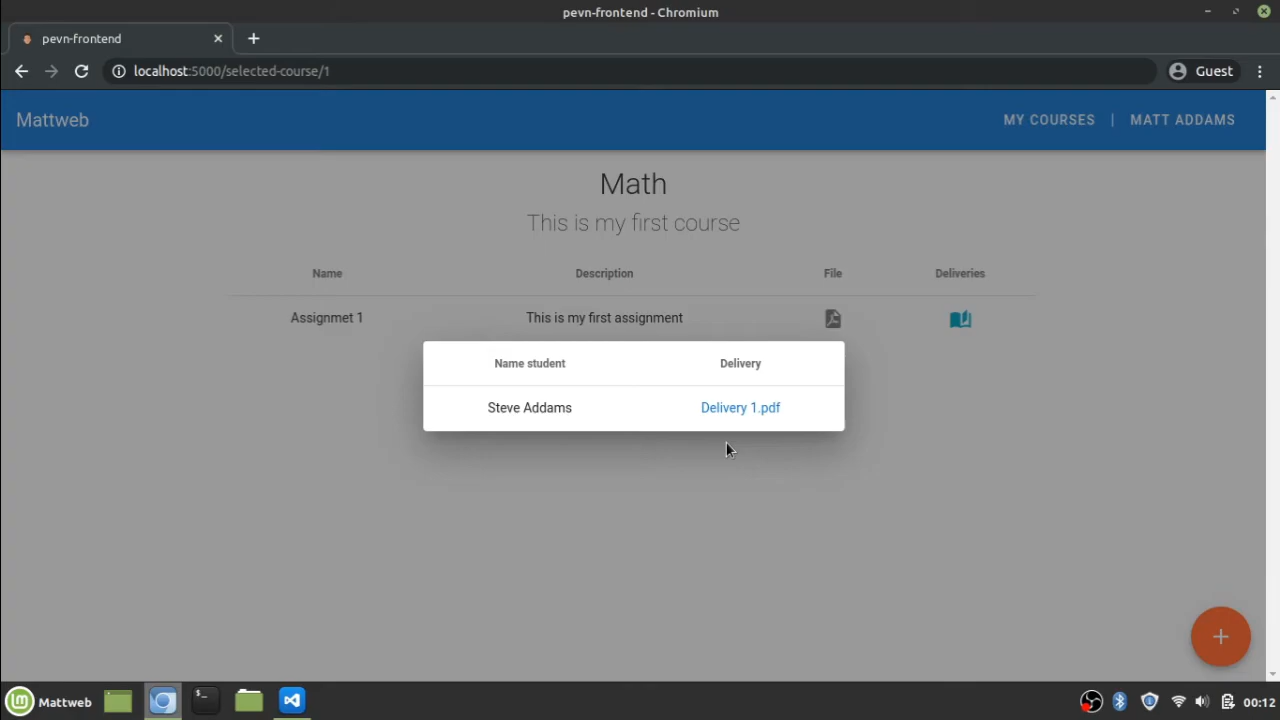 pevn-frontend - Chromium
pevn-frontend
localhost:5000/selected-course/1
Guest
Mattweb
MY COURSES | MATT ADDAMS
Math
This is my first course
Name Description File Deliveries
Assignmet 1 This is my first assignment
Name student Delivery
Steve Addams Delivery 1.pdf
Mattweb
00:12